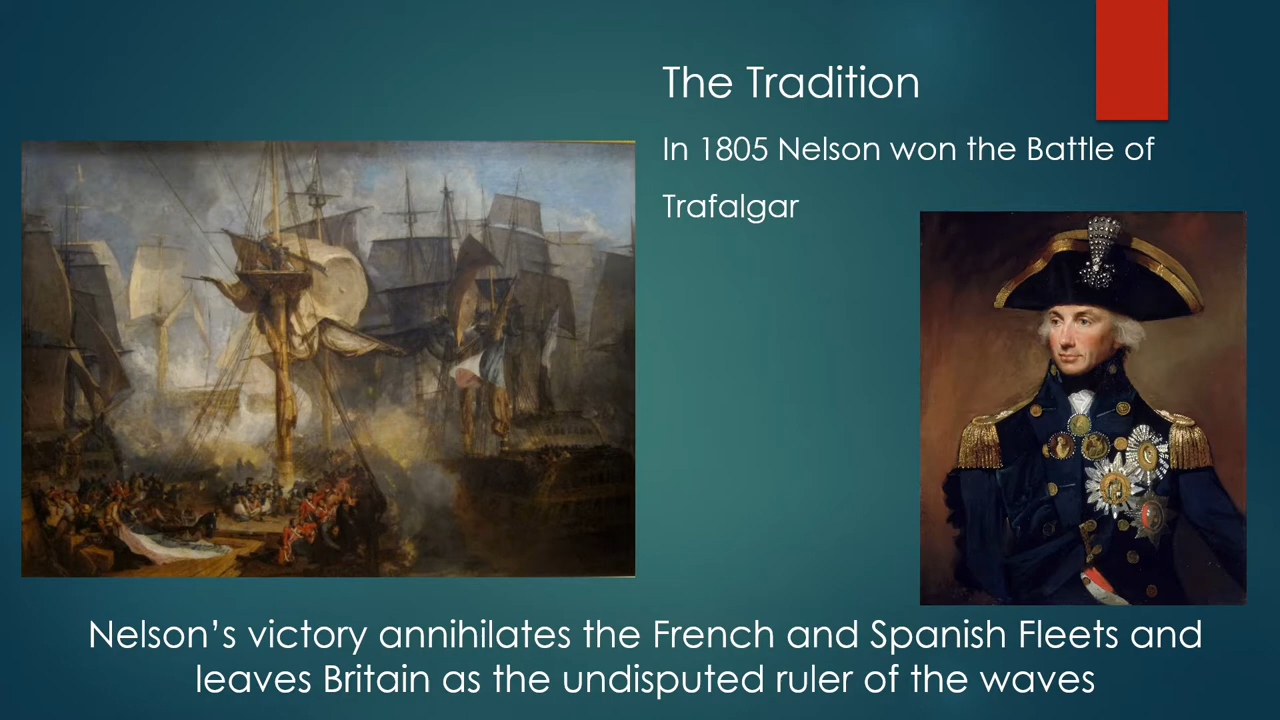 The Tradition
In 1805 Nelson won the Battle of
Trafalgar
Nelson’s victory annihilates the French and Spanish Fleets and
leaves Britain as the undisputed ruler of the waves